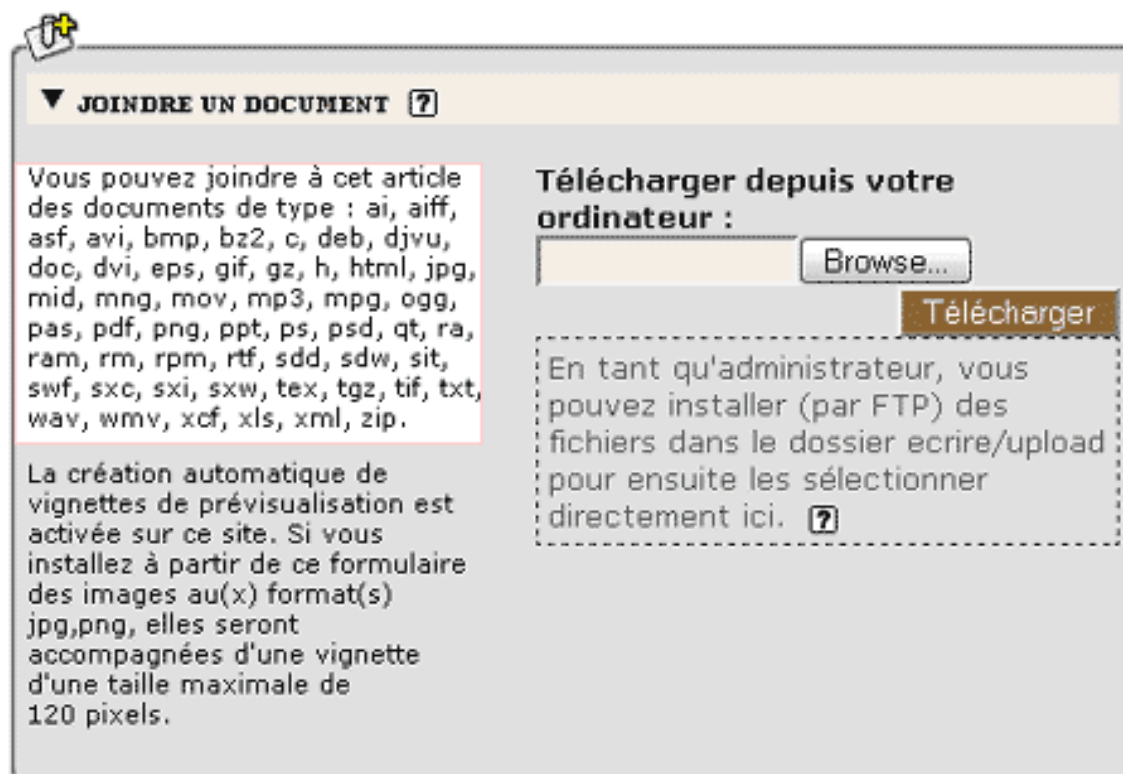 ▼ JOINDRE UN DOCUMENT ?
Vous pouvez joindre à cet article
des documents de type : ai, aiff,
asf, avi, bmp, bz2, c, deb, djvu,
doc, dvi, eps, gif, gz, h, html, jpg,
mid, mng, mov, mp3, mpg, ogg,
pas, pdf, png, ppt, ps, psd, qt, ra,
ram, rm, rpm, rtf, sdd, sdw, sit,
swf, sxc, sxi, sxw, tex, tgz, tif, txt,
wav, wmv, xcf, xls, xml, zip.
La création automatique de
vignettes de prévisualisation est
activée sur ce site. Si vous
installez à partir de ce formulaire
des images au(x) format(s)
jpg,png, elles seront
accompagnées d'une vignette
d'une taille maximale de
120 pixels.
Télécharger depuis votre
ordinateur :
Browse...
Télécharger
En tant qu'administrateur, vous
pouvez installer (par FTP) des
fichiers dans le dossier ecrire/upload
pour ensuite les sélectionner
directement ici. ?